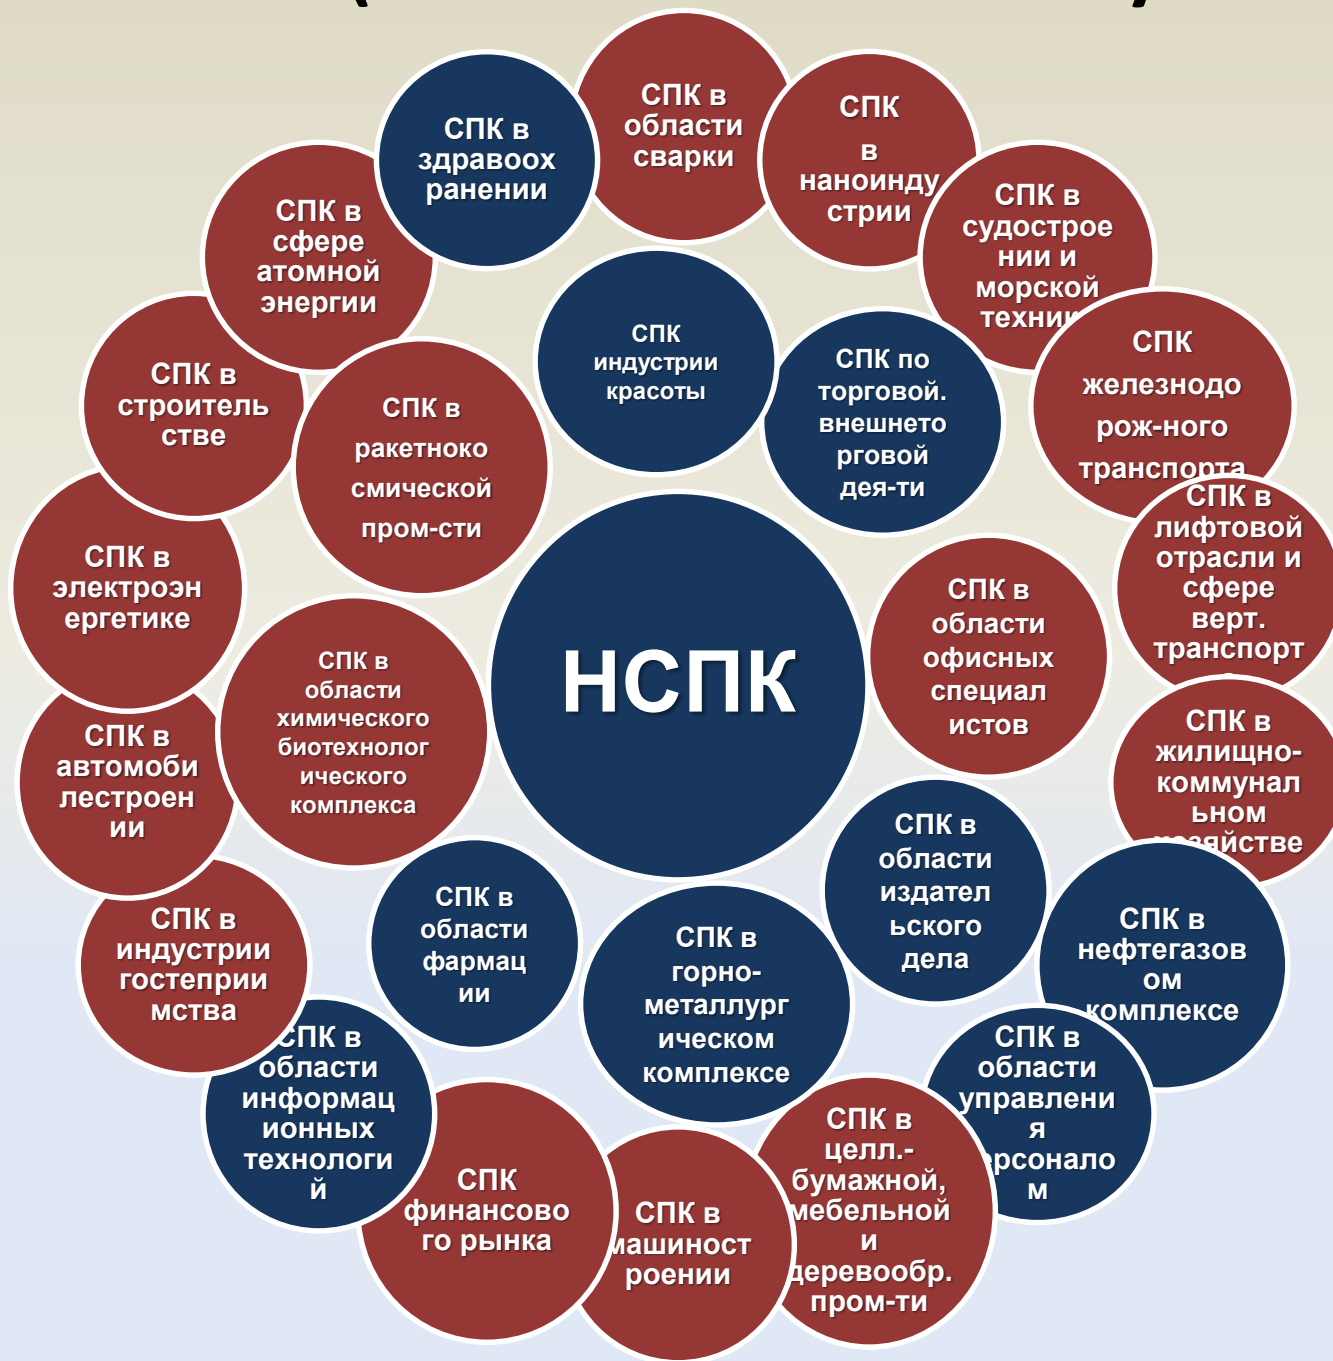 СПК в
области
сварки
СПК
в
наноинду
стрии
СПК в
судострое
нии и
морской
СПК
железнодо
рож-ного
транспорта
СПК в
лифтовой
отрасли и
сфере
верт.
транспорт
СПК в
жилищно-
коммунал
ьном
СПК в
нефтегазов
ом
комплексе
СПК в
области
управлени
я
м
СПК в
целл.-
бумажной,
мебельной
и
деревообр.
пром-ти
СПК в
машиност
роении
СПК
финансово
го рынка
СПК в
области
информац
ионных
технологи
й
СПК в
индустрии
гостеприи
мства
СПК в
автомоби
лестроен
ии
СПК в
электроэн
ергетике
СПК в
строитель
стве
СПК в
сфере
атомной
энергии
СПК в
здравоох
ранении
СПК
индустрии
красоты
СПК по
торговой.
внешнето
рговой
дея-ти
СПК в
области
офисных
специал
истов
СПК в
области
издател
ьского
дела
СПК в
горно-
металлург
ическом
комплексе
СПК в
области
фармац
ии
СПК в
области
химического
биотехнолог
ического
комплекса
СПК в
ракетноко
смической
пром-сти
НСПК